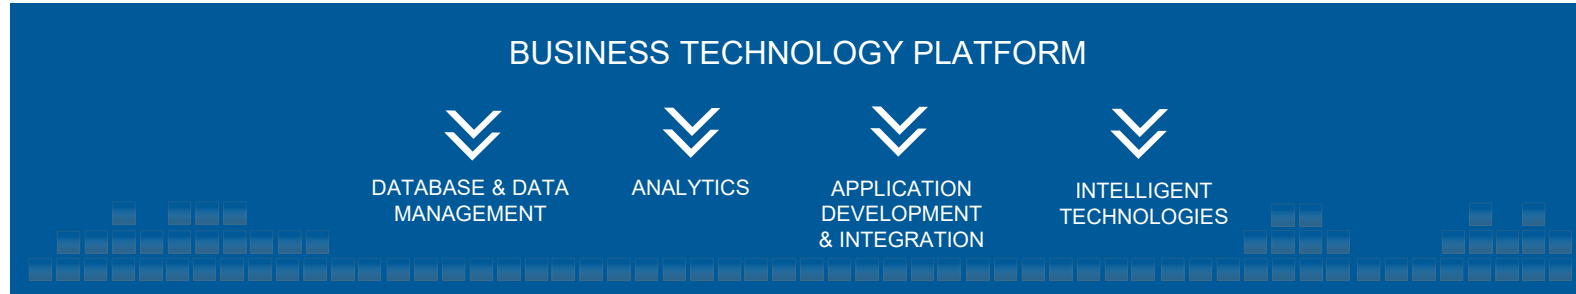 BUSINESS TECHNOLOGY PLATFORM
DATABASE & DATA
MANAGEMENT
ANALYTICS
APPLICATION
DEVELOPMENT
& INTEGRATION
INTELLIGENT
TECHNOLOGIES